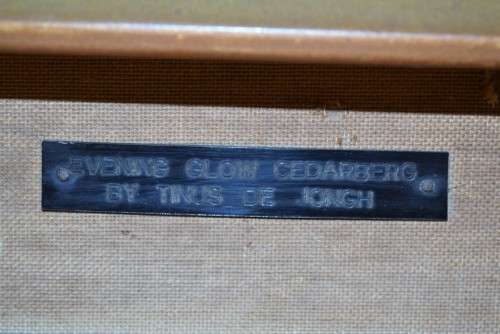 EVENING GLOW CEDARBERG
BY TINUS DE JONGH